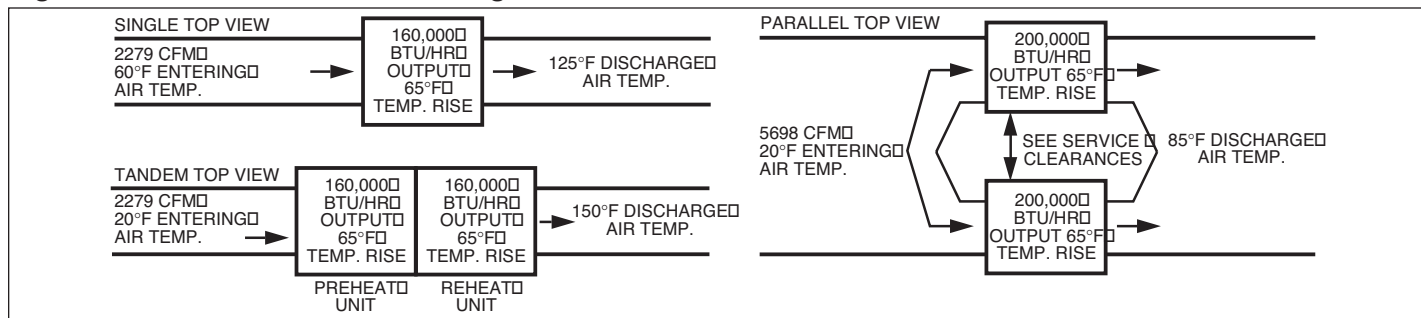 SINGLE TOP VIEW
2279 CFM□
60°F ENTERING□
AIR TEMP.
160,000□
BTU/HR□
OUTPUT□
65°F□
TEMP. RISE
125°F DISCHARGE□
AIR TEMP.
TANDEM TOP VIEW
2279 CFM□
20°F ENTERING□
AIR TEMP.
160,000□
BTU/HR□
OUTPUT□
65°F□
TEMP. RISE
160,000□
BTU/HR□
OUTPUT□
65°F□
TEMP. RISE
150°F DISCHARGE□
AIR TEMP.
PREHEAT□
UNIT
REHEAT□
UNIT
PARALLEL TOP VIEW
5698 CFM□
20°F ENTERING□
AIR TEMP.
200,000□
BTU/HR□
OUTPUT 65°F□
TEMP. RISE
SEE SERVICE □
CLEARANCES
85°F DISCHARGE□
AIR TEMP.
200,000□
BTU/HR□
OUTPUT 65°F□
TEMP. RISE